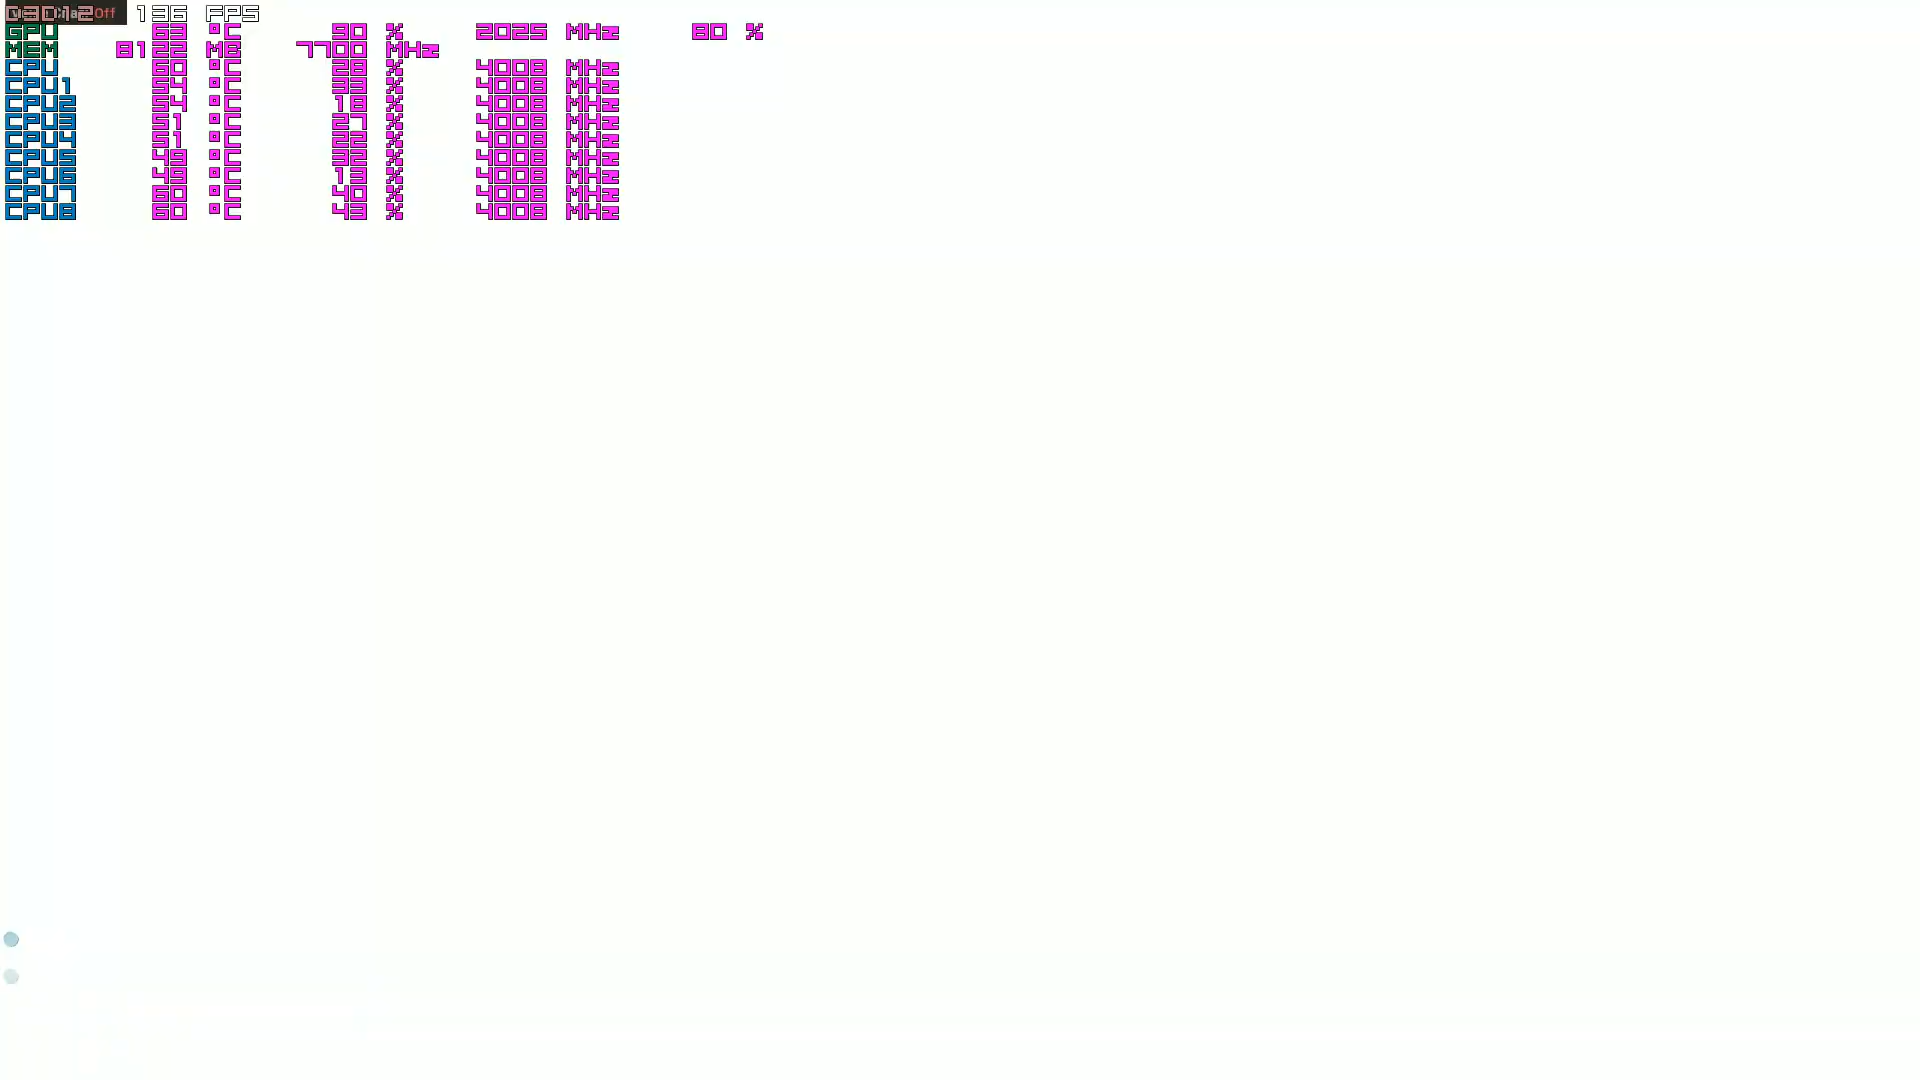 D3D12 136 FPS
GPU 63 °C 90 % 2025 MHz 80 %
MEM 8122 MB 7700 MHz
CPU 60 °C 28 % 4008 MHz
CPU1 54 °C 33 % 4008 MHz
CPU2 54 °C 18 % 4008 MHz
CPU3 51 °C 27 % 4008 MHz
CPU4 51 °C 22 % 4008 MHz
CPU5 49 °C 32 % 4008 MHz
CPU6 49 °C 13 % 4008 MHz
CPU7 60 °C 40 % 4008 MHz
CPU8 60 °C 43 % 4008 MHz
Off